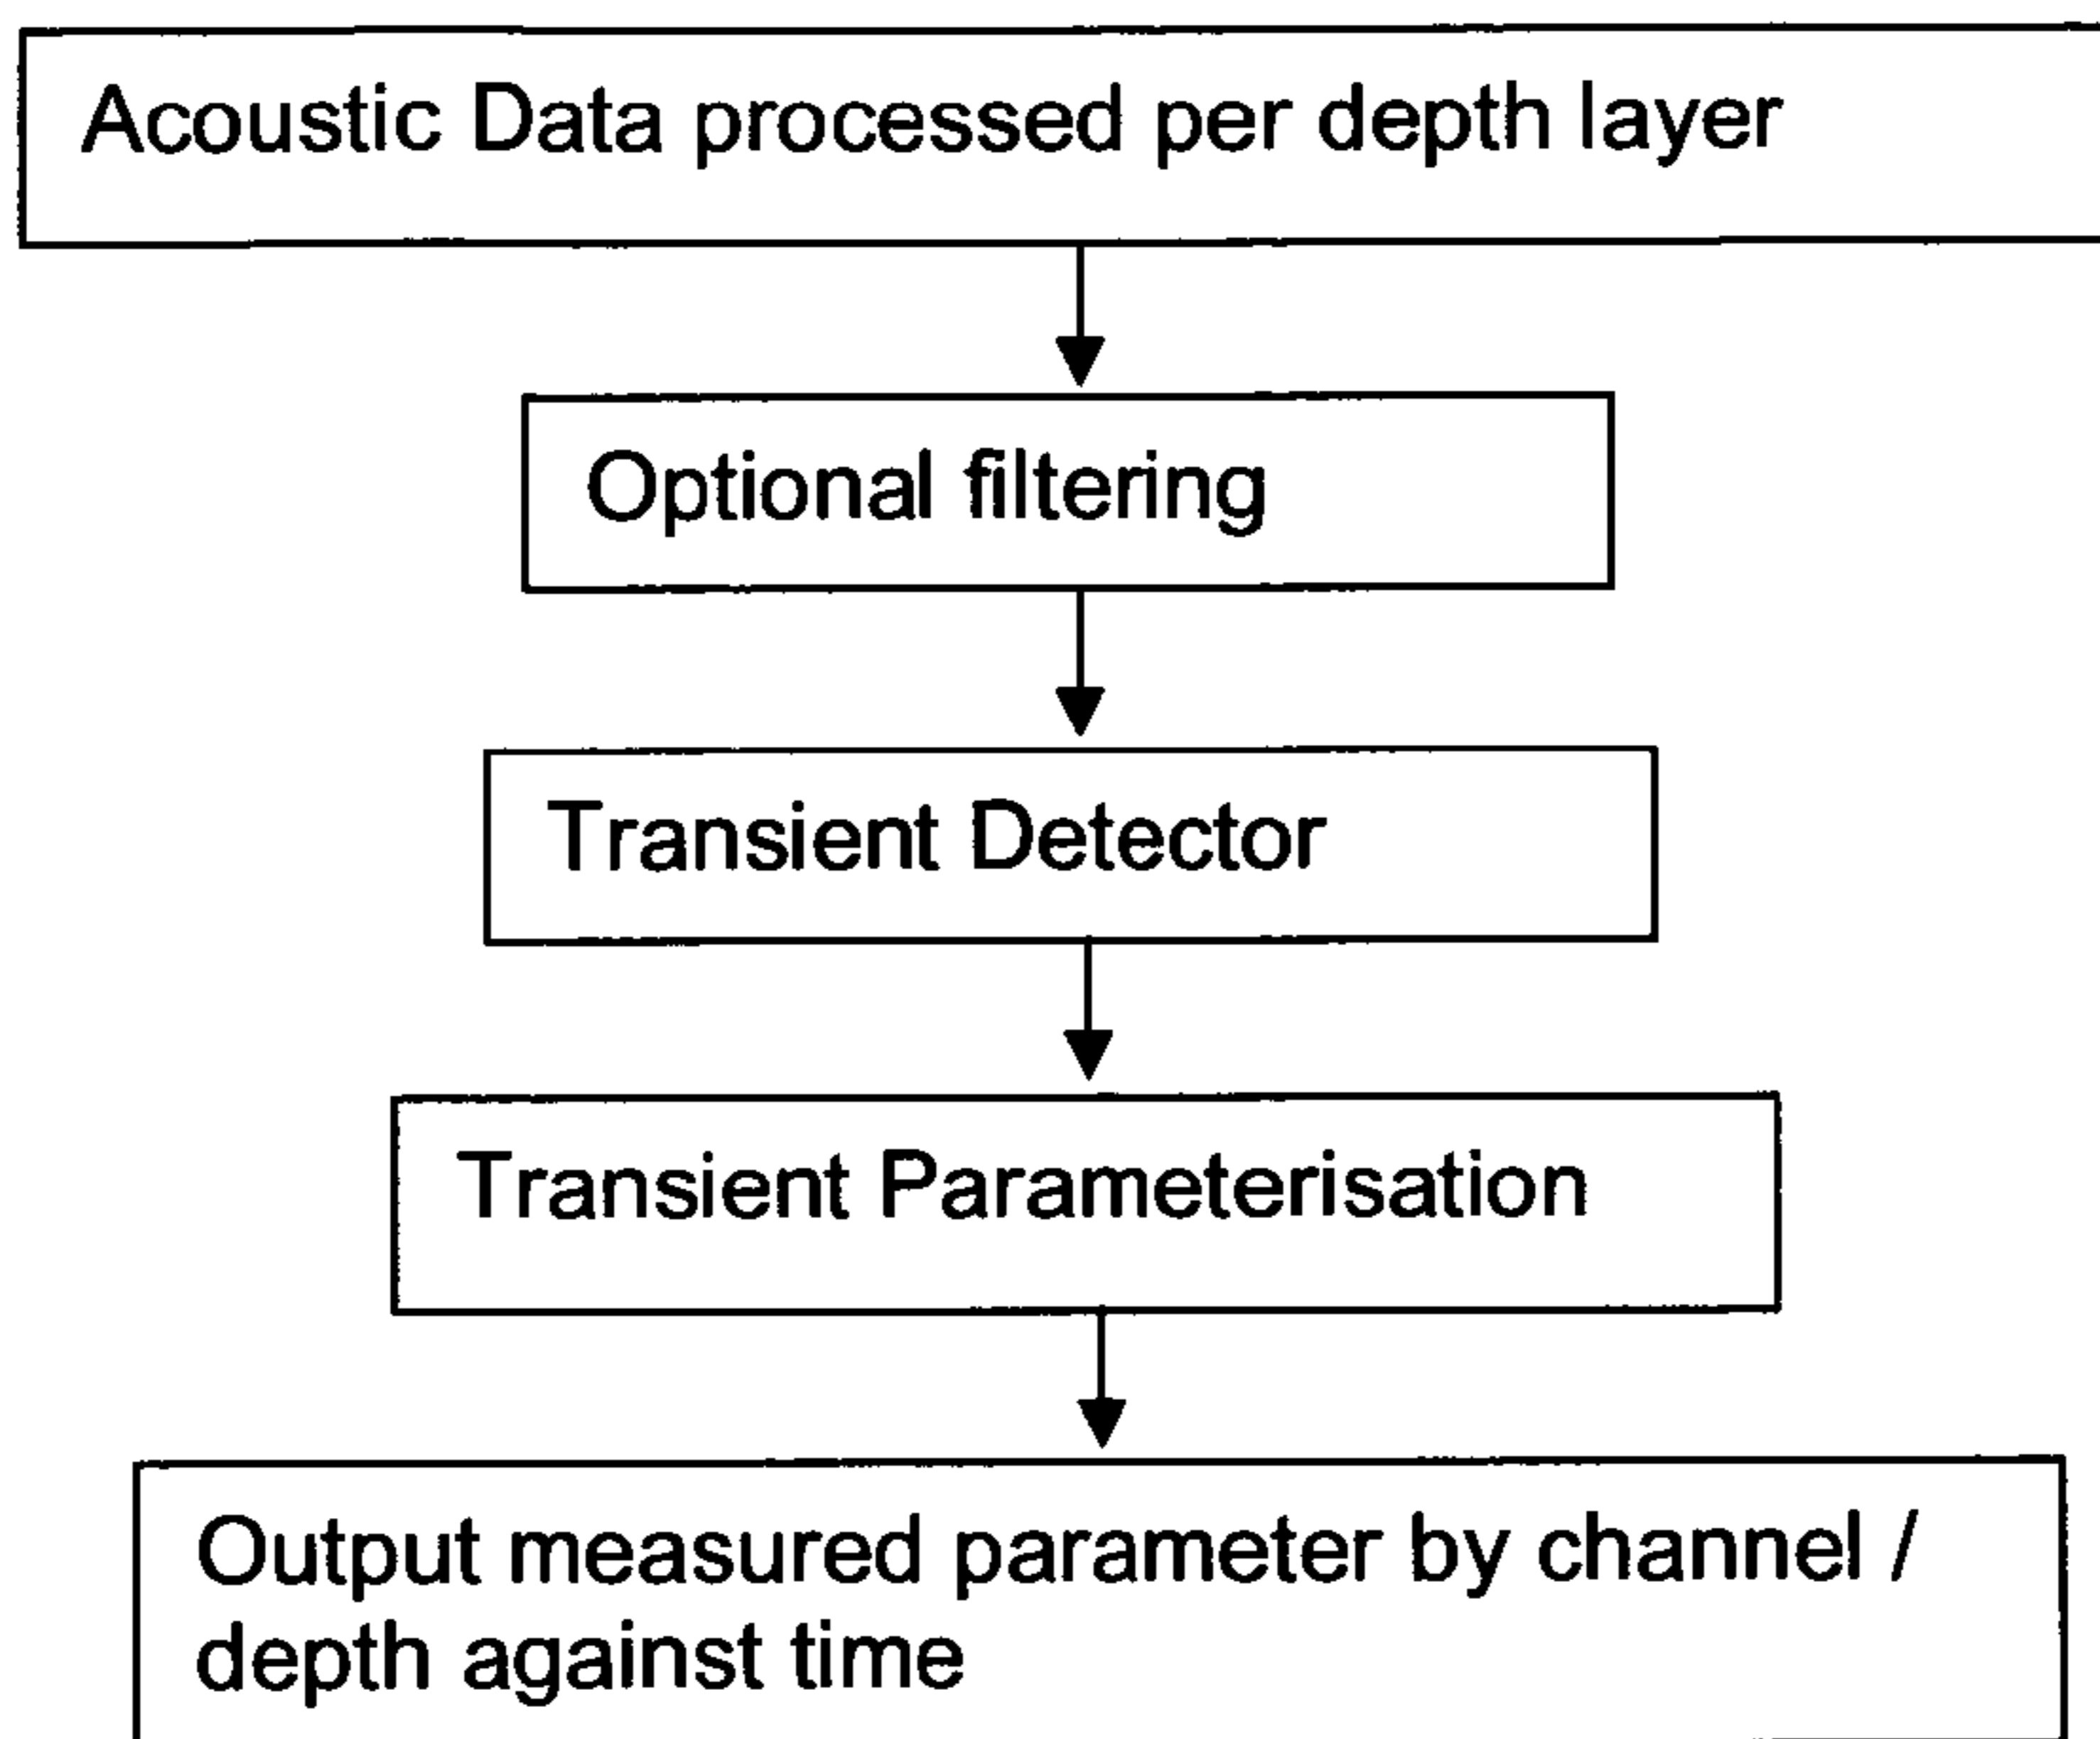 Acoustic Data processed per depth layer
Optional filtering
Transient Detector
Transient Parameterisation
Output measured parameter by channel /
depth against time